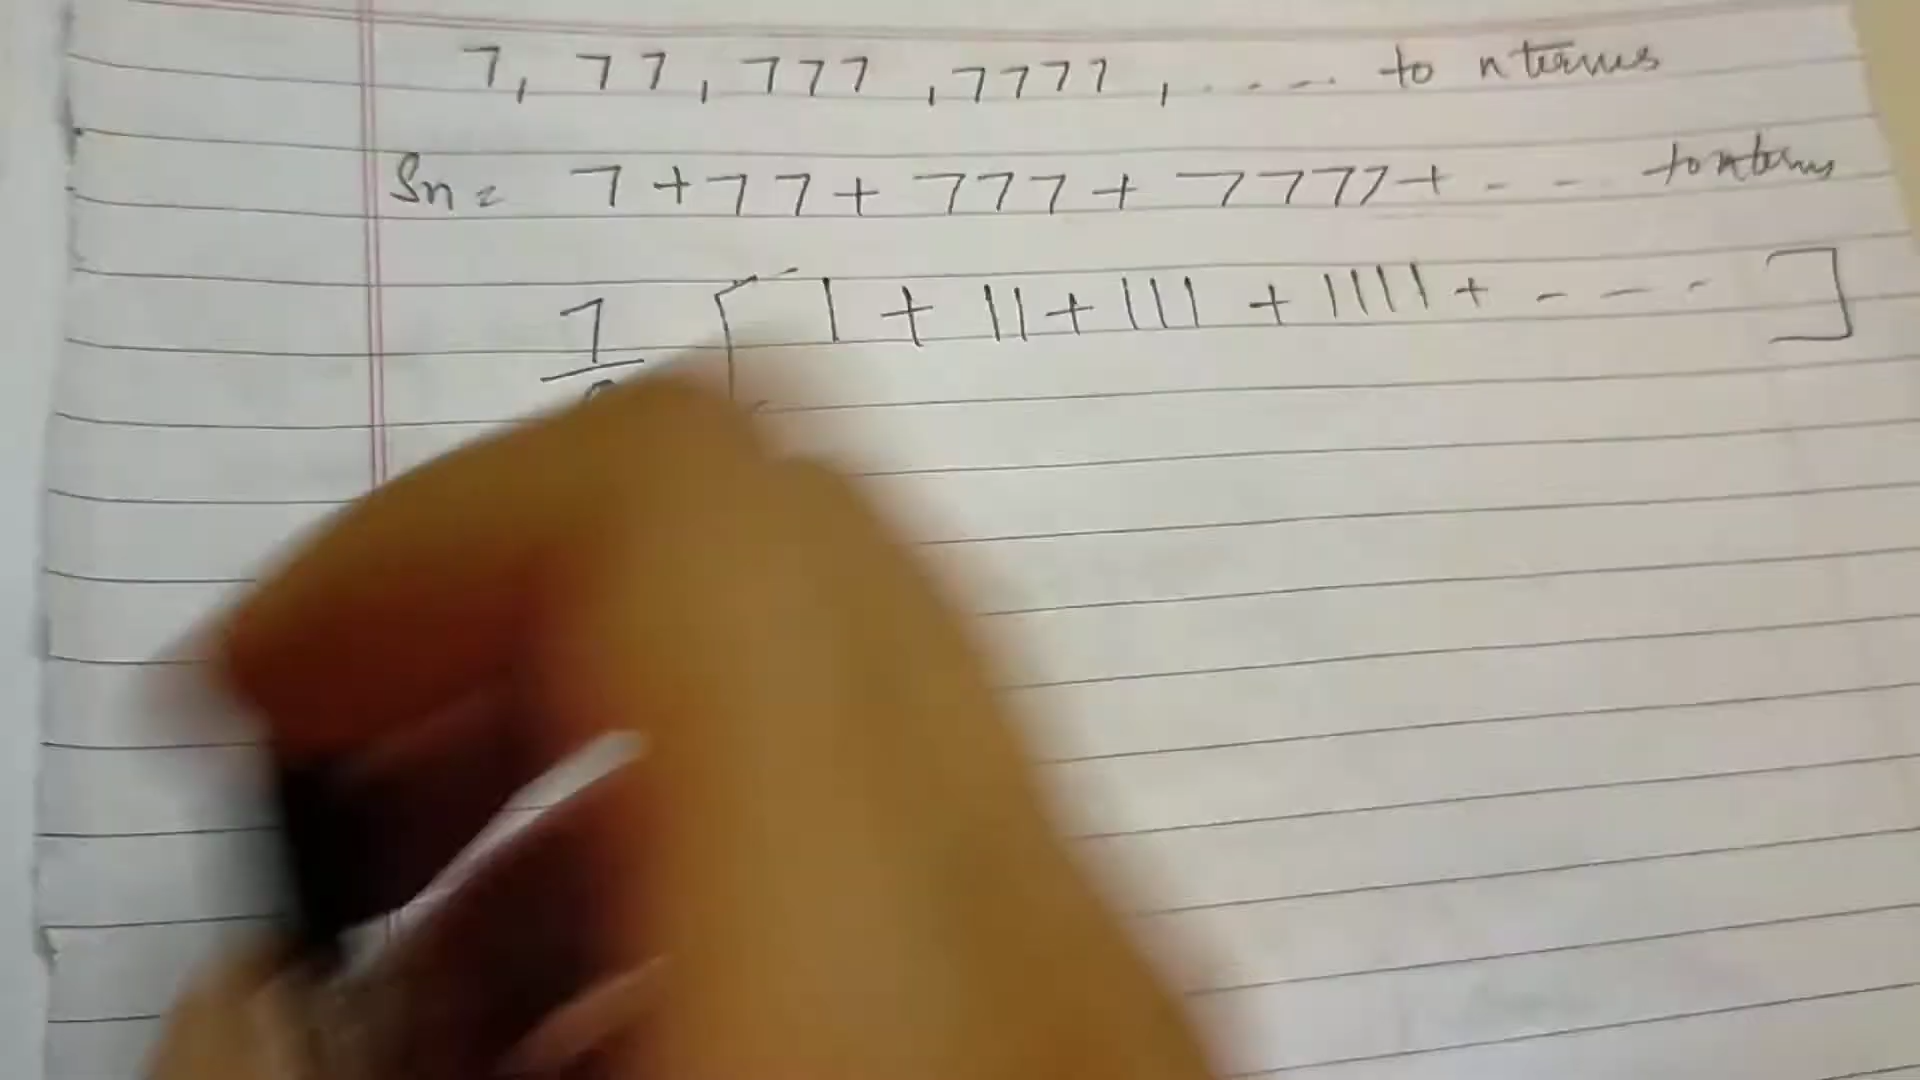 7, 77, 777, 7777, .... to n terms
Sn = 7 + 77 + 777 + 7777 + - - to n terms
7 [ 1 + 11 + 111 + 1111 + - - - ]